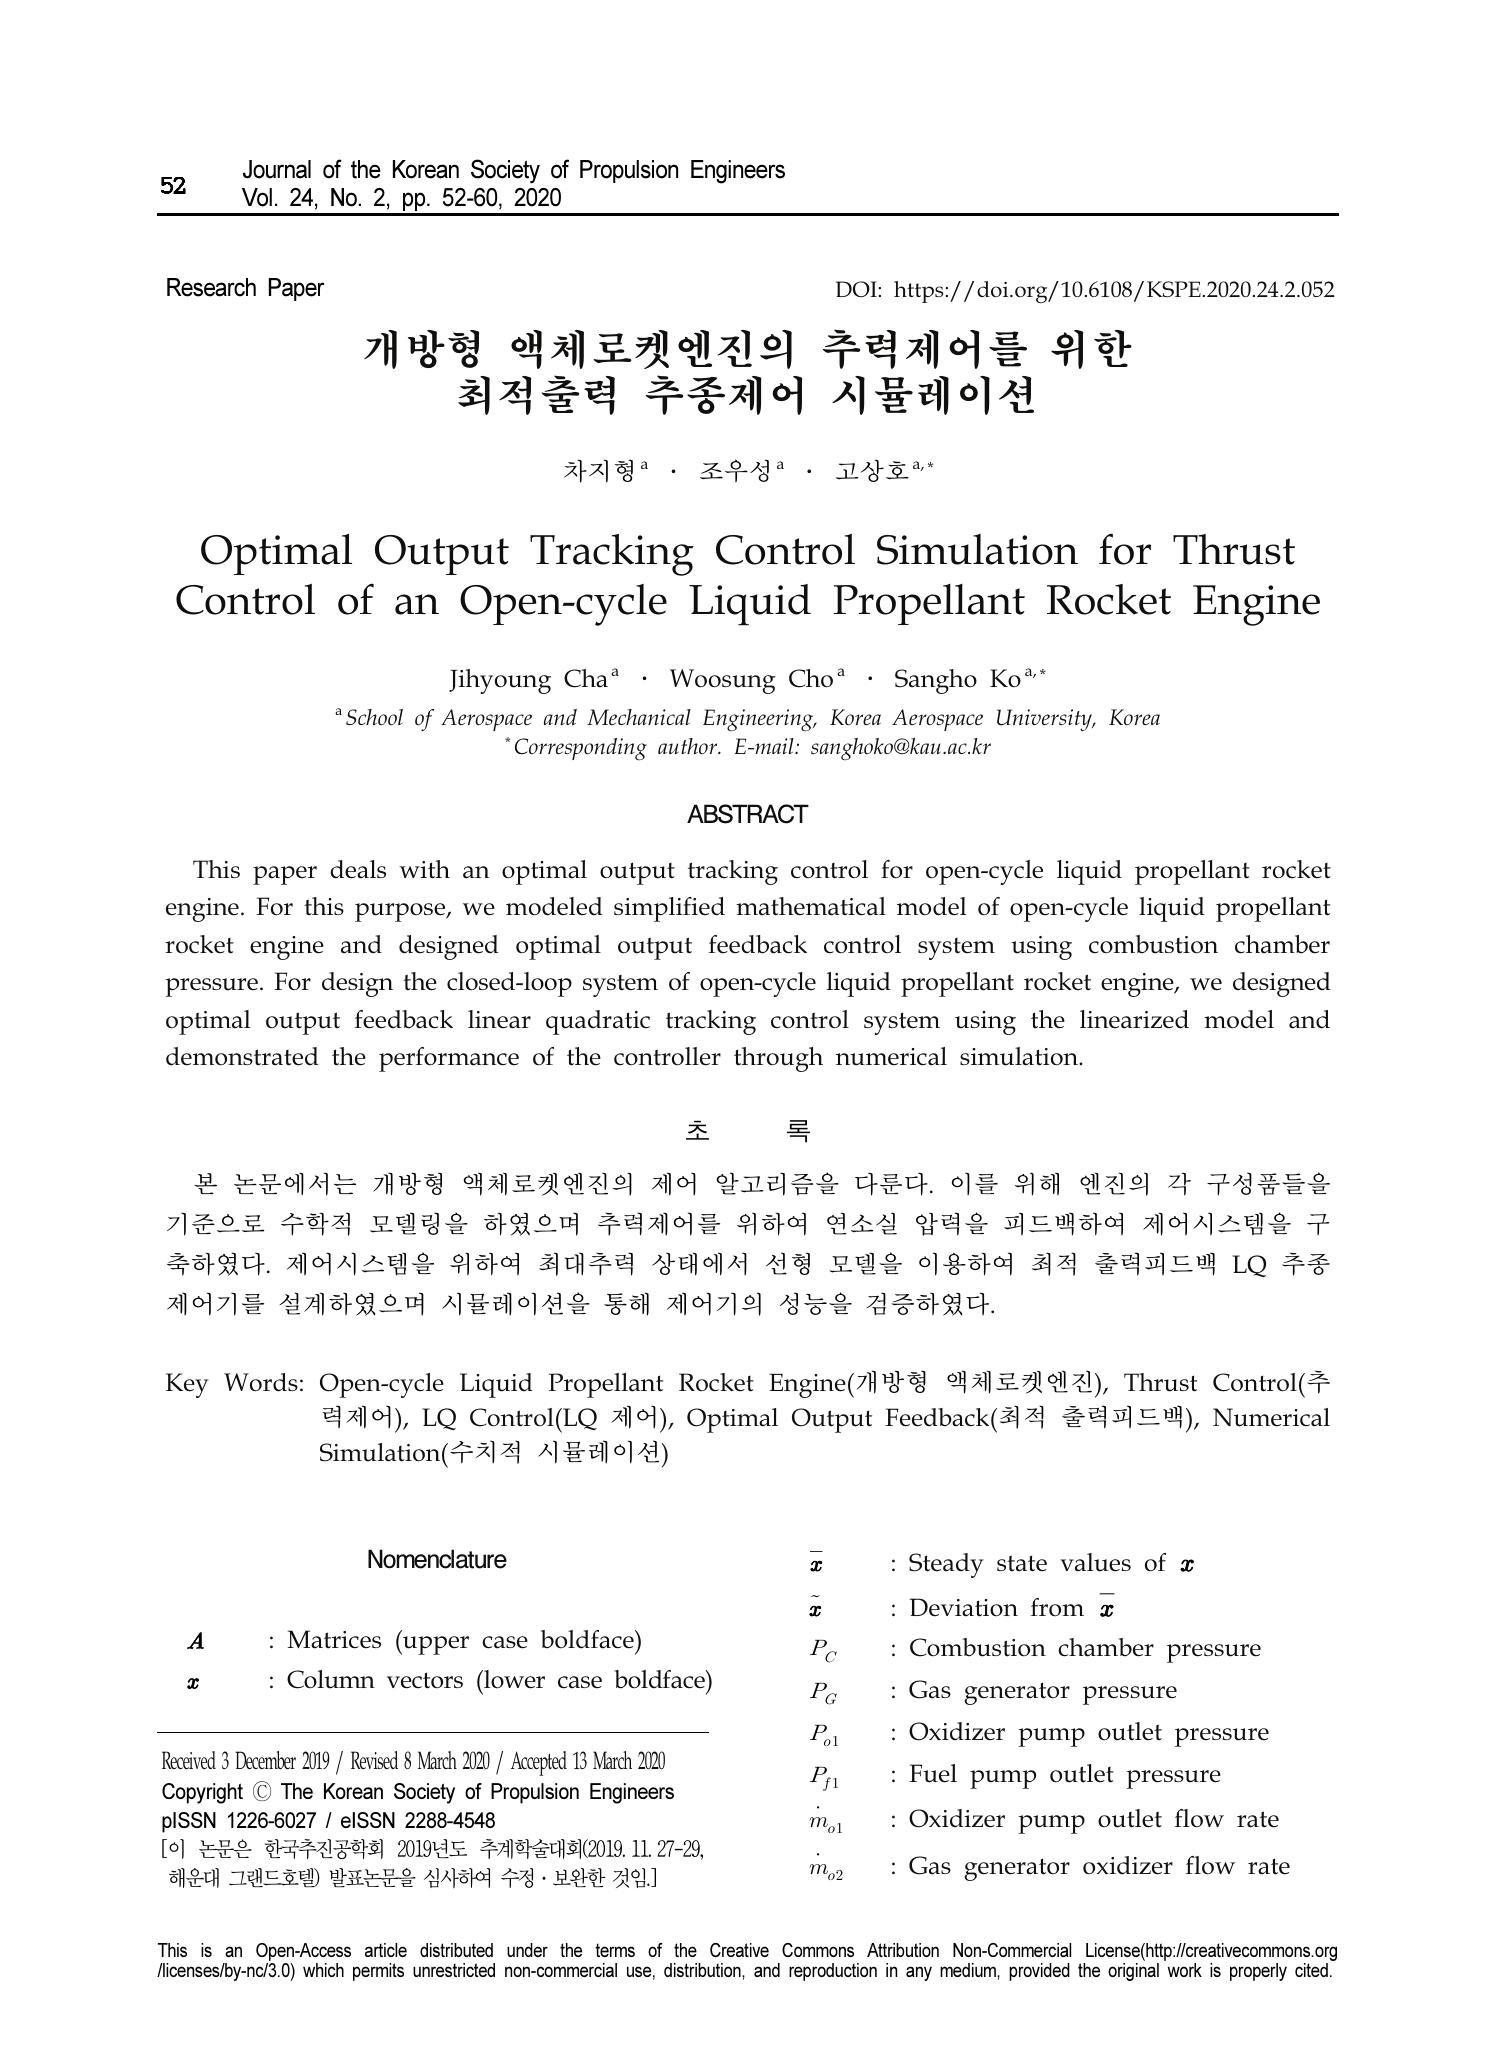 52
Journal of the Korean Society of Propulsion Engineers
Vol. 24, No. 2, pp. 52-60, 2020
Research Paper
DOI: https://doi.org/10.6108/KSPE.2020.24.2.052
개방형 액체로켓엔진의 추력제어를 위한
최적출력 추종제어 시뮬레이션
차지형 a · 조우성 a · 고상호 a,*
Optimal Output Tracking Control Simulation for Thrust
Control of an Open-cycle Liquid Propellant Rocket Engine
Jihyoung Cha a · Woosung Cho a · Sangho Ko a,*
a School of Aerospace and Mechanical Engineering, Korea Aerospace University, Korea
* Corresponding author. E-mail: sanghoko@kau.ac.kr
ABSTRACT
This paper deals with an optimal output tracking control for open-cycle liquid propellant rocket
engine. For this purpose, we modeled simplified mathematical model of open-cycle liquid propellant
rocket engine and designed optimal output feedback control system using combustion chamber
pressure. For design the closed-loop system of open-cycle liquid propellant rocket engine, we designed
optimal output feedback linear quadratic tracking control system using the linearized model and
demonstrated the performance of the controller through numerical simulation.
초 록
본 논문에서는 개방형 액체로켓엔진의 제어 알고리즘을 다룬다. 이를 위해 엔진의 각 구성품들을
기준으로 수학적 모델링을 하였으며 추력제어를 위하여 연소실 압력을 피드백하여 제어시스템을 구
축하였다. 제어시스템을 위하여 최대추력 상태에서 선형 모델을 이용하여 최적 출력피드백 LQ 추종
제어기를 설계하였으며 시뮬레이션을 통해 제어기의 성능을 검증하였다.
Key Words: Open-cycle Liquid Propellant Rocket Engine(개방형 액체로켓엔진), Thrust Control(추
력제어), LQ Control(LQ 제어), Optimal Output Feedback(최적 출력피드백), Numerical
Simulation(수치적 시뮬레이션)
Nomenclature
A : Matrices (upper case boldface)
x : Column vectors (lower case boldface)
Received 3 December 2019 / Revised 8 March 2020 / Accepted 13 March 2020
Copyright Ⓒ The Korean Society of Propulsion Engineers
pISSN 1226-6027 / eISSN 2288-4548
[이 논문은 한국추진공학회 2019년도 추계학술대회(2019. 11. 27-29,
해운대 그랜드호텔) 발표논문을 심사하여 수정·보완한 것임.]
x̄ : Steady state values of x
x̃ : Deviation from x̄
P_C : Combustion chamber pressure
P_G : Gas generator pressure
P_o1 : Oxidizer pump outlet pressure
P_f1 : Fuel pump outlet pressure
ṁ_o1 : Oxidizer pump outlet flow rate
ṁ_o2 : Gas generator oxidizer flow rate
This is an Open-Access article distributed under the terms of the Creative Commons Attribution Non-Commercial License(http://creativecommons.org
/licenses/by-nc/3.0) which permits unrestricted non-commercial use, distribution, and reproduction in any medium, provided the original work is properly cited.